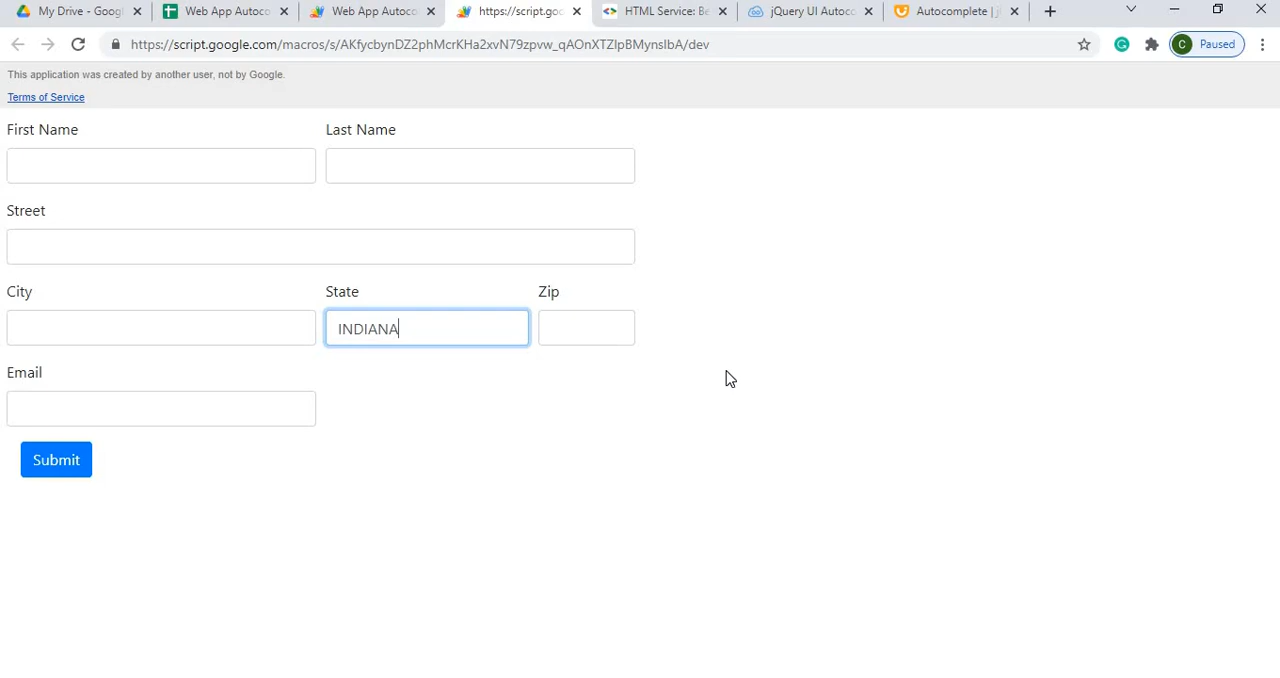 My Drive - Googl
Web App Autoco
Web App Autoco
https://script.goo
HTML Service: Be
jQuery UI Autoco
Autocomplete | j
https://script.google.com/macros/s/AKfycbynDZ2phMcrKHa2xvN79zpvw_qAOnXTZlpBMynslbA/dev
C
Paused
This application was created by another user, not by Google.
Terms of Service
First Name
Last Name
Street
City
State
Zip
INDIANA
Email
Submit